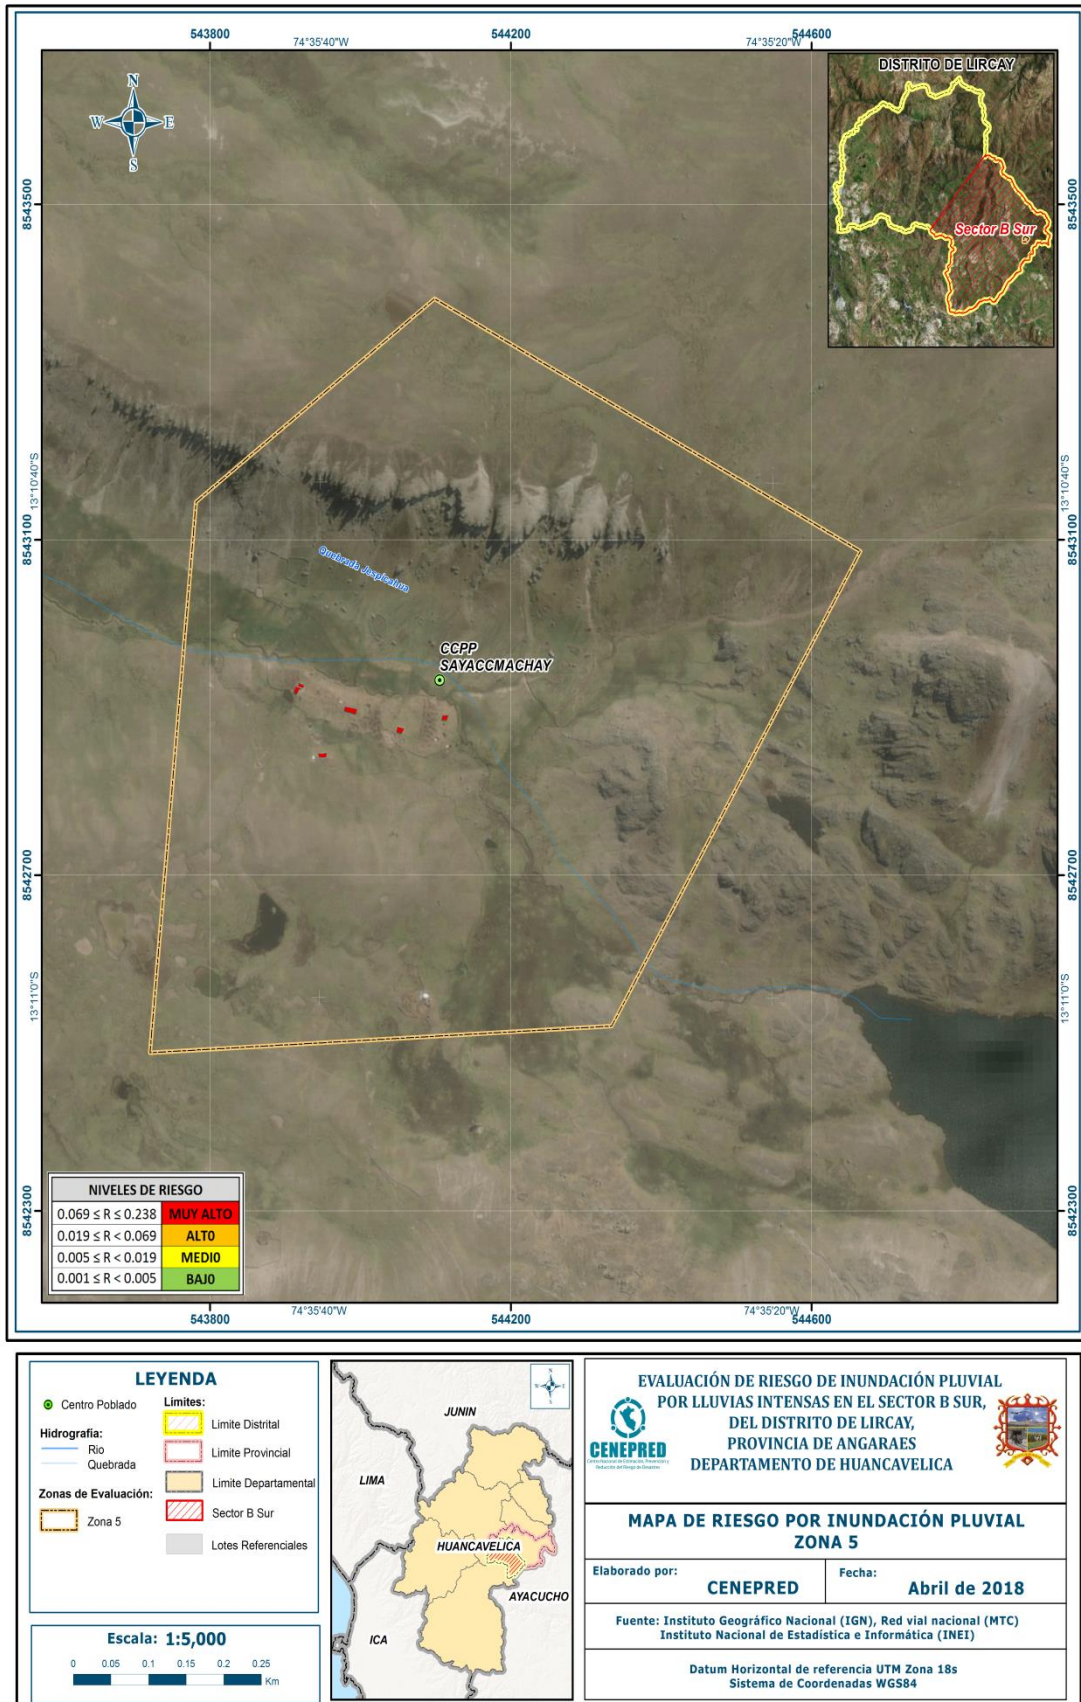 543800
544200
544600
74°35'40"W
74°35'20"W
N
W
E
S
DISTRITO DE LIRCAY
Sector B Sur
8543500
8543500
13°10'40"S
13°10'40"S
8543100
8543100
Quebrada Jespicahua
CCPP
SAYACCMACHAY
8542700
8542700
13°11'0"S
13°11'0"S
8542300
8542300
NIVELES DE RIESGO
0.069 ≤ R ≤ 0.238 MUY ALTO
0.019 ≤ R < 0.069 ALT0
0.005 ≤ R < 0.019 MEDI0
0.001 ≤ R < 0.005 BAJ0
543800
74°35'40"W
544200
74°35'20"W
544600
LEYENDA
Centro Poblado
Hidrografía:
Rio
Quebrada
Zonas de Evaluación:
Zona 5
Límites:
Limite Distrital
Limite Provincial
Limite Departamental
Sector B Sur
Lotes Referenciales
Escala: 1:5,000
0 0.05 0.1 0.15 0.2 0.25
Km
JUNIN
LIMA
HUANCAVELICA
AYACUCHO
ICA
EVALUACIÓN DE RIESGO DE INUNDACIÓN PLUVIAL
POR LLUVIAS INTENSAS EN EL SECTOR B SUR,
DEL DISTRITO DE LIRCAY,
PROVINCIA DE ANGARAES
DEPARTAMENTO DE HUANCAVELICA
CENEPRED
MAPA DE RIESGO POR INUNDACIÓN PLUVIAL
ZONA 5
Elaborado por:
CENEPRED
Fecha:
Abril de 2018
Fuente: Instituto Geográfico Nacional (IGN), Red vial nacional (MTC)
Instituto Nacional de Estadística e Informática (INEI)
Datum Horizontal de referencia UTM Zona 18s
Sistema de Coordenadas WGS84